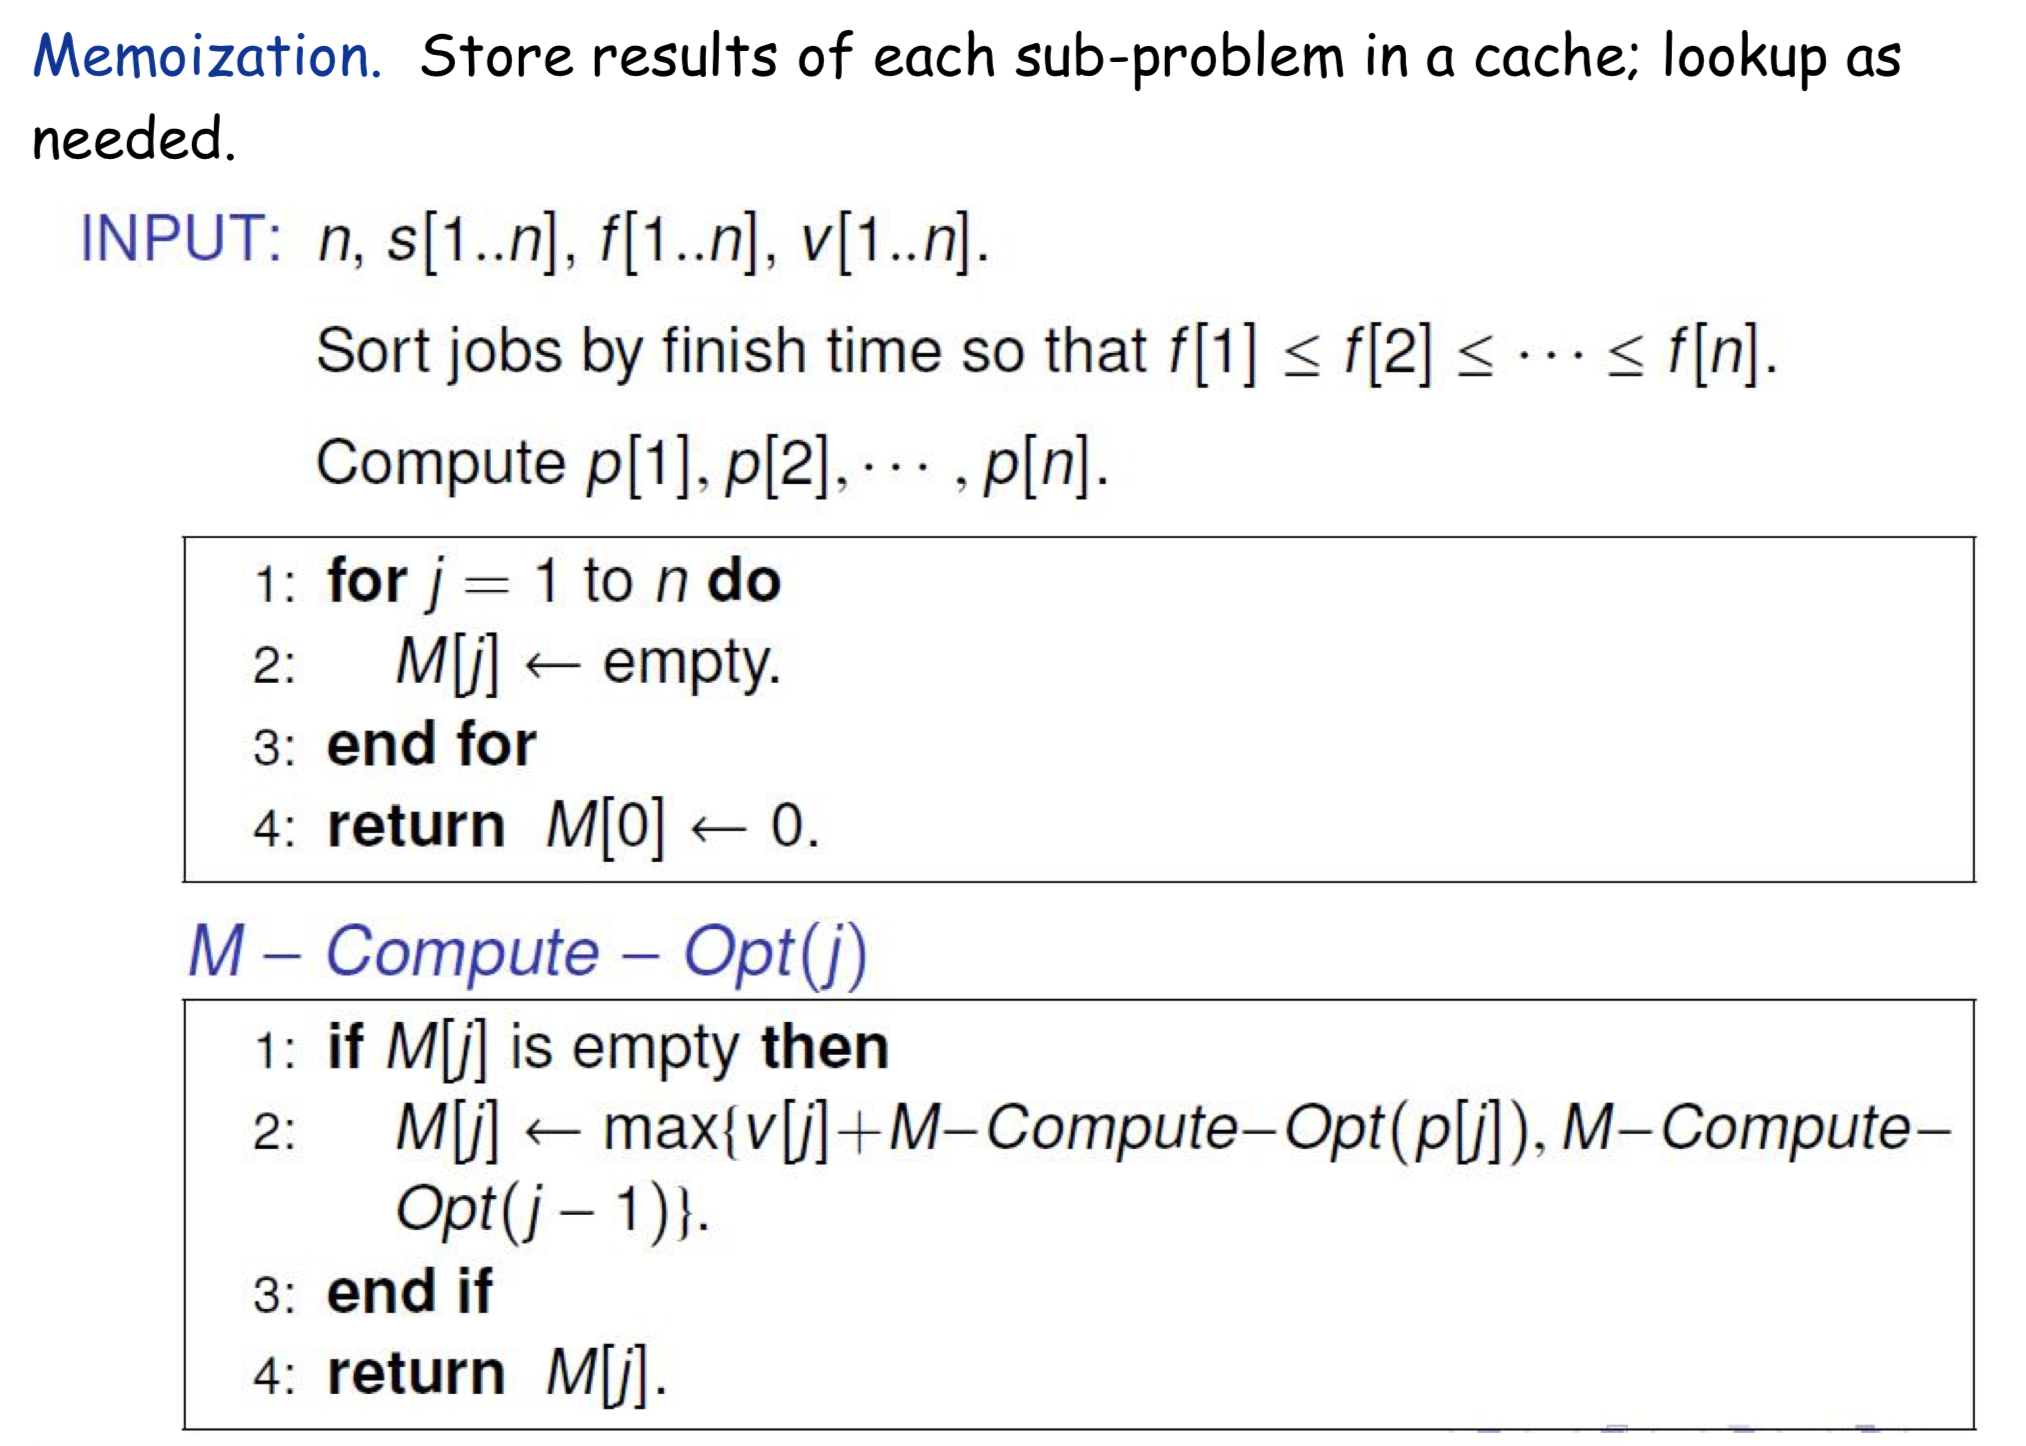 Memoization. Store results of each sub-problem in a cache; lookup as
needed.
INPUT: n, s[1..n], f[1..n], v[1..n].
Sort jobs by finish time so that f[1] ≤ f[2] ≤ ··· ≤ f[n].
Compute p[1], p[2], ··· , p[n].
1: for j = 1 to n do
2: M[j] ← empty.
3: end for
4: return M[0] ← 0.
M – Compute – Opt(j)
1: if M[j] is empty then
2: M[j] ← max{v[j]+M–Compute–Opt(p[j]), M–Compute–
Opt(j – 1)}.
3: end if
4: return M[j].